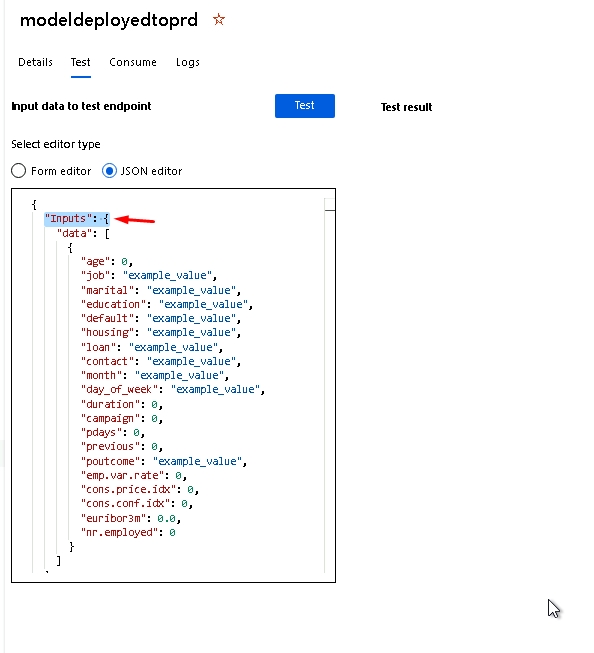 modeldeployedtoprd
Details Test Consume Logs
Input data to test endpoint Test Test result
Select editor type
Form editor JSON editor
{
"Inputs": {
"data": [
{
"age": 0,
"job": "example_value",
"marital": "example_value",
"education": "example_value",
"default": "example_value",
"housing": "example_value",
"loan": "example_value",
"contact": "example_value",
"month": "example_value",
"day_of_week": "example_value",
"duration": 0,
"campaign": 0,
"pdays": 0,
"previous": 0,
"poutcome": "example_value",
"emp.var.rate": 0,
"cons.price.idx": 0,
"cons.conf.idx": 0,
"euribor3m": 0.0,
"nr.employed": 0
}
]